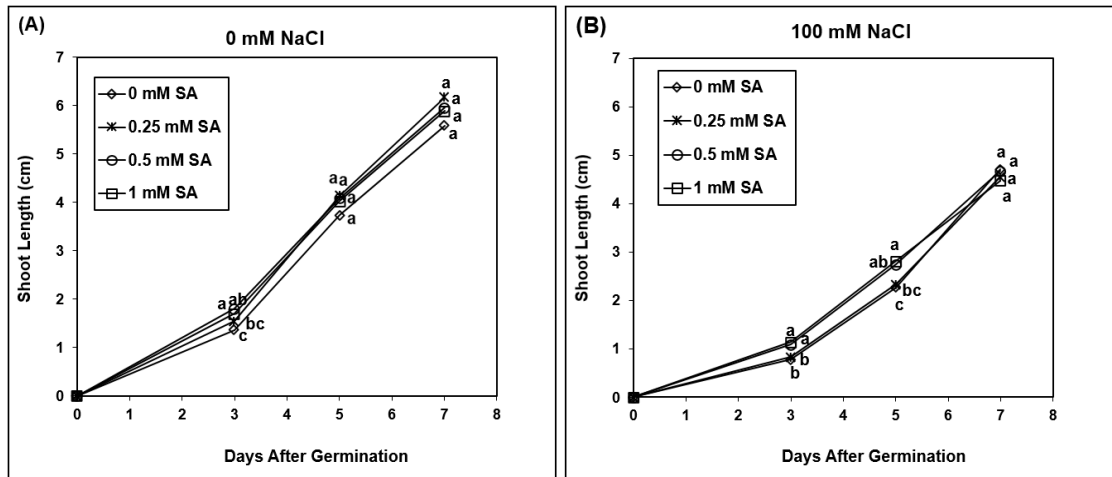 (A)
0 mM NaCl
7
6
5
4
3
2
1
0
Shoot Length (cm)
0 mM SA
0.25 mM SA
0.5 mM SA
1 mM SA
a
a
a
a
a a
a
a
a ab
bc
c
0 1 2 3 4 5 6 7 8
Days After Germination
(B)
100 mM NaCl
7
6
5
4
3
2
1
0
Shoot Length (cm)
0 mM SA
0.25 mM SA
0.5 mM SA
1 mM SA
a
a
a
a
a
ab
bc
c
a
a
b
b
0 1 2 3 4 5 6 7 8
Days After Germination